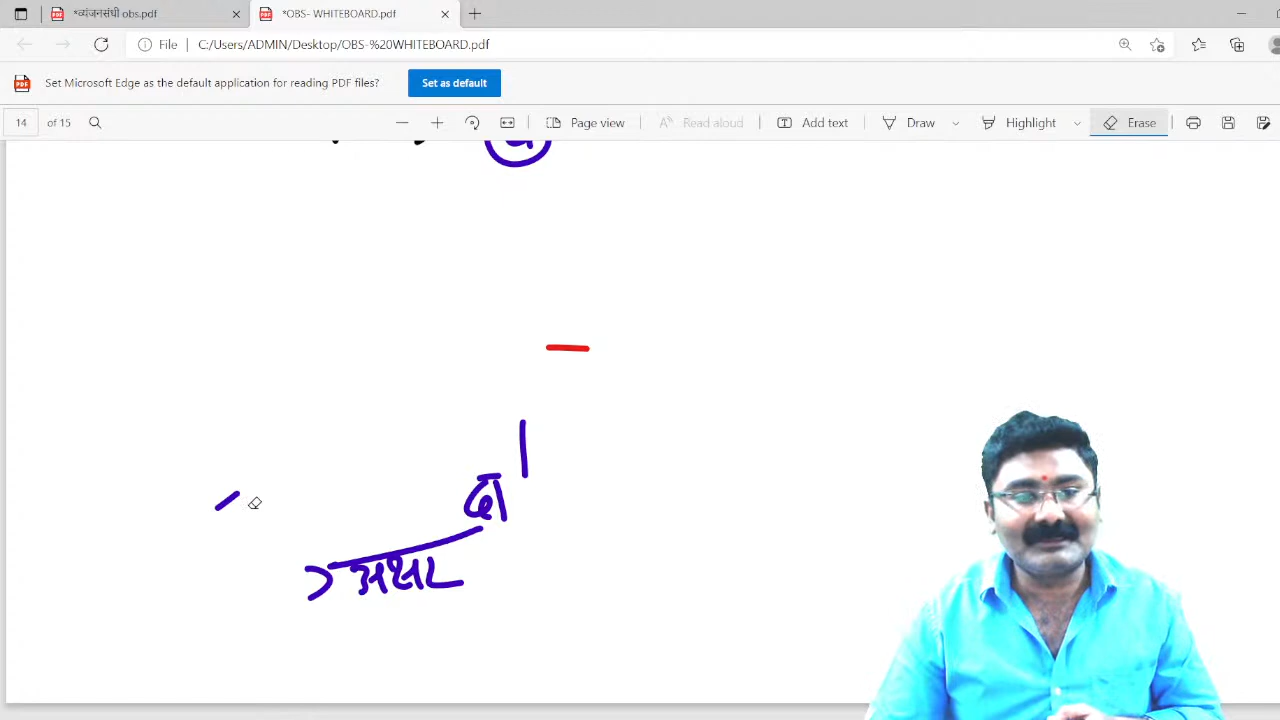 *व्यंजनसंधी obs.pdf
*OBS- WHITEBOARD.pdf
File C:/Users/ADMIN/Desktop/OBS-%20WHITEBOARD.pdf
Set Microsoft Edge as the default application for reading PDF files? Set as default
14 of 15 Page view Read aloud Add text Draw Highlight Erase
अक्षर